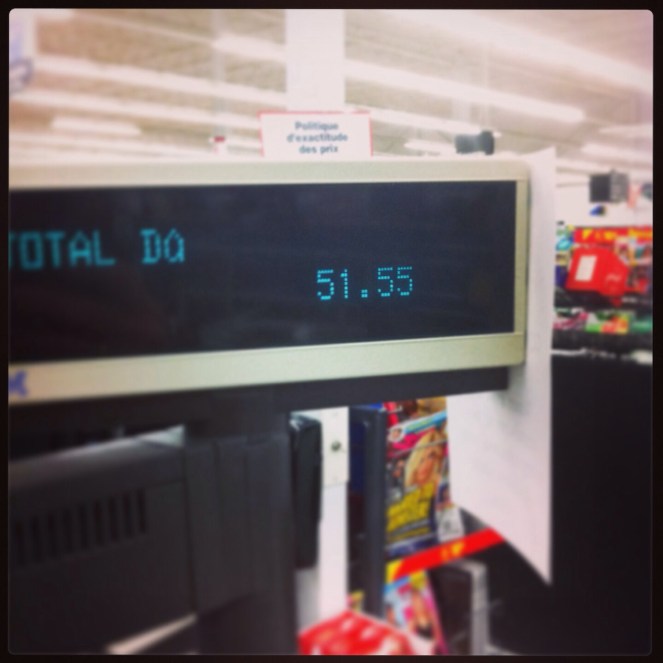 Politique
d'exactitude
des prix
TOTAL DÛ
51.55